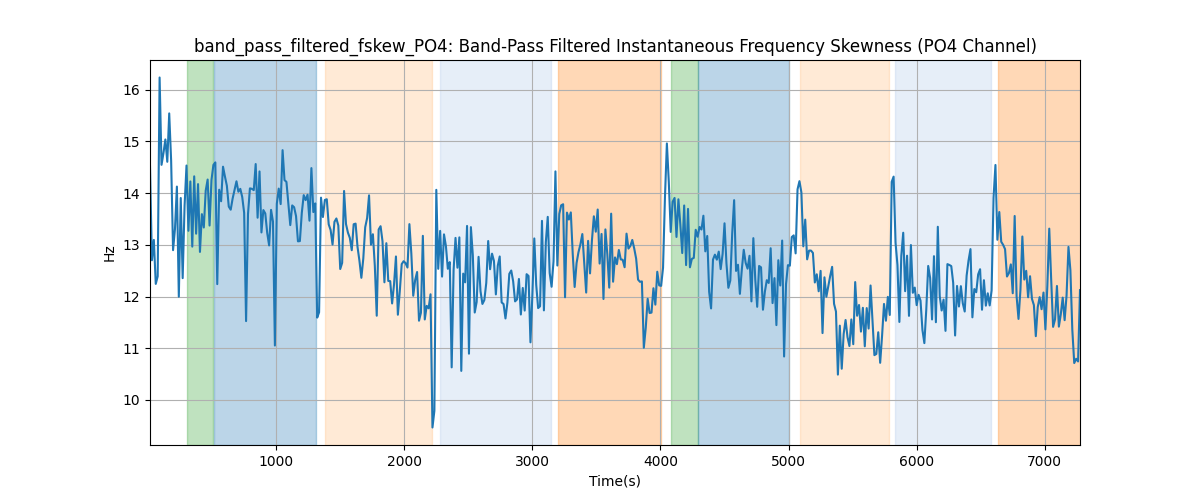 band_pass_filtered_fskew_PO4: Band-Pass Filtered Instantaneous Frequency Skewness (PO4 Channel)
16
15
14
13
12
11
10
Hz
1000 2000 3000 4000 5000 6000 7000
Time(s)